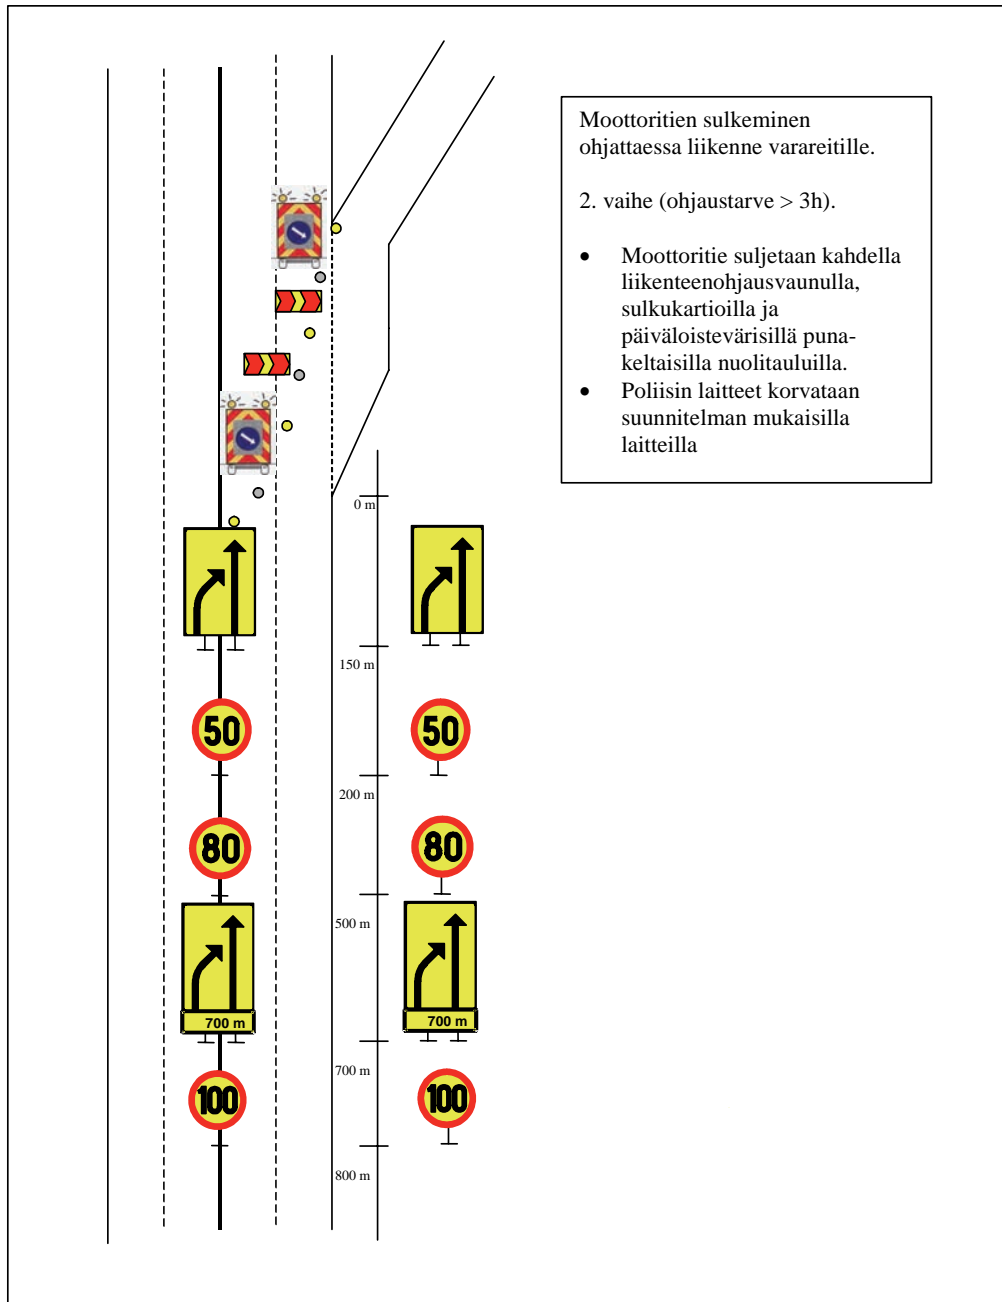 Moottoritien sulkeminen
ohjattaessa liikenne varareitille.
2. vaihe (ohjaustarve > 3h).
• Moottoritie suljetaan kahdella
liikenteenohjausvaunulla,
sulkukartioilla ja
päiväloistevärisillä puna-
keltaisilla nuolitauluilla.
• Poliisin laitteet korvataan
suunnitelman mukaisilla
laitteilla
0 m
150 m
50 50
200 m
80 80
500 m
700 m 700 m
700 m
100 100
800 m